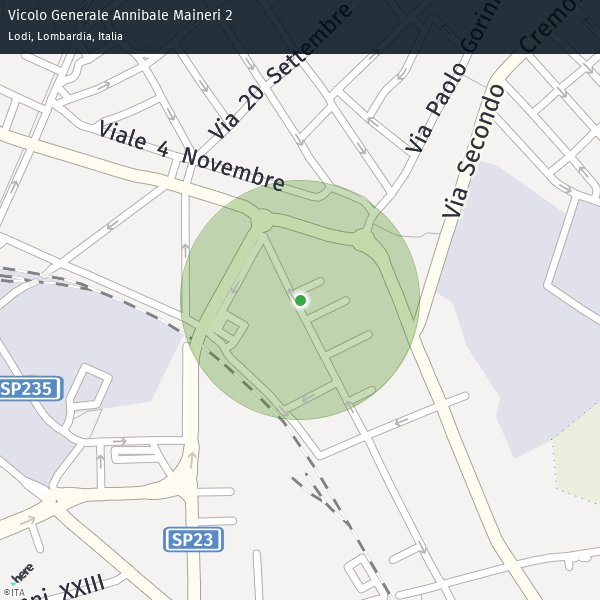 Vicolo Generale Annibale Maineri 2
Lodi, Lombardia, Italia
Via 20 Settembre
Via Paolo Gorini
Cremo
Viale 4 Novembre
Via Secondo
SP235
SP23
here
ni XXIII
©ITA